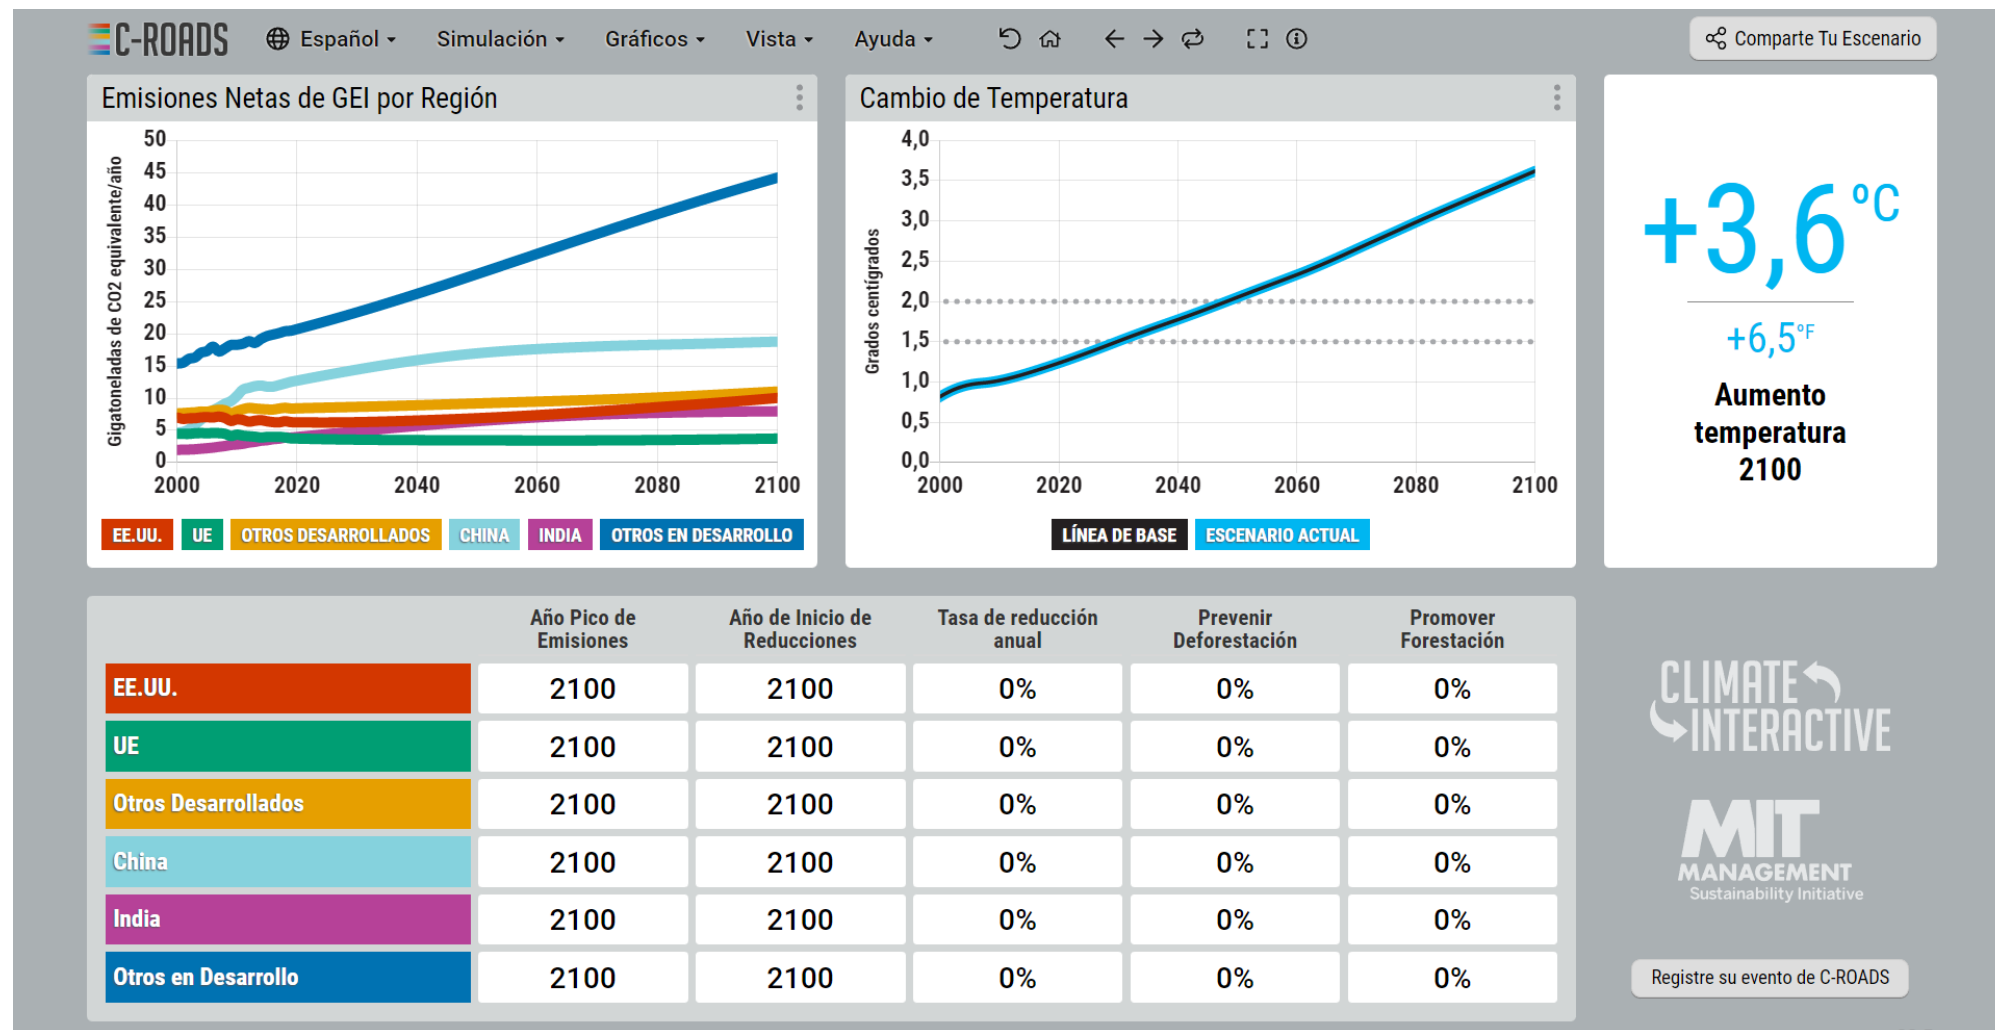 C-ROADS Español Simulación Gráficos Vista Ayuda Comparte Tu Escenario
Emisiones Netas de GEI por Región
Gigatoneladas de CO2 equivalente/año
50
45
40
35
30
25
20
15
10
5
0
2000 2020 2040 2060 2080 2100
EE.UU. UE OTROS DESARROLLADOS CHINA INDIA OTROS EN DESARROLLO
Cambio de Temperatura
Grados centígrados
4,0
3,5
3,0
2,5
2,0
1,5
1,0
0,5
0,0
2000 2020 2040 2060 2080 2100
LÍNEA DE BASE ESCENARIO ACTUAL
+3,6 ºC
+6,5 ºF
Aumento
temperatura
2100
Año Pico de Emisiones Año de Inicio de Reducciones Tasa de reducción anual Prevenir Deforestación Promover Forestación
EE.UU. 2100 2100 0% 0% 0%
UE 2100 2100 0% 0% 0%
Otros Desarrollados 2100 2100 0% 0% 0%
China 2100 2100 0% 0% 0%
India 2100 2100 0% 0% 0%
Otros en Desarrollo 2100 2100 0% 0% 0%
CLIMATE
INTERACTIVE
MIT
MANAGEMENT
Sustainability Initiative
Registre su evento de C-ROADS